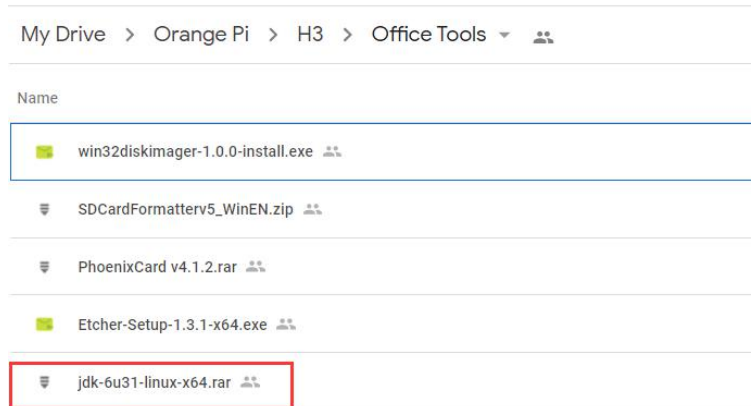 My Drive > Orange Pi > H3 > Office Tools
Name
win32diskimager-1.0.0-install.exe
SDCardFormatterv5_WinEN.zip
PhoenixCard v4.1.2.rar
Etcher-Setup-1.3.1-x64.exe
jdk-6u31-linux-x64.rar